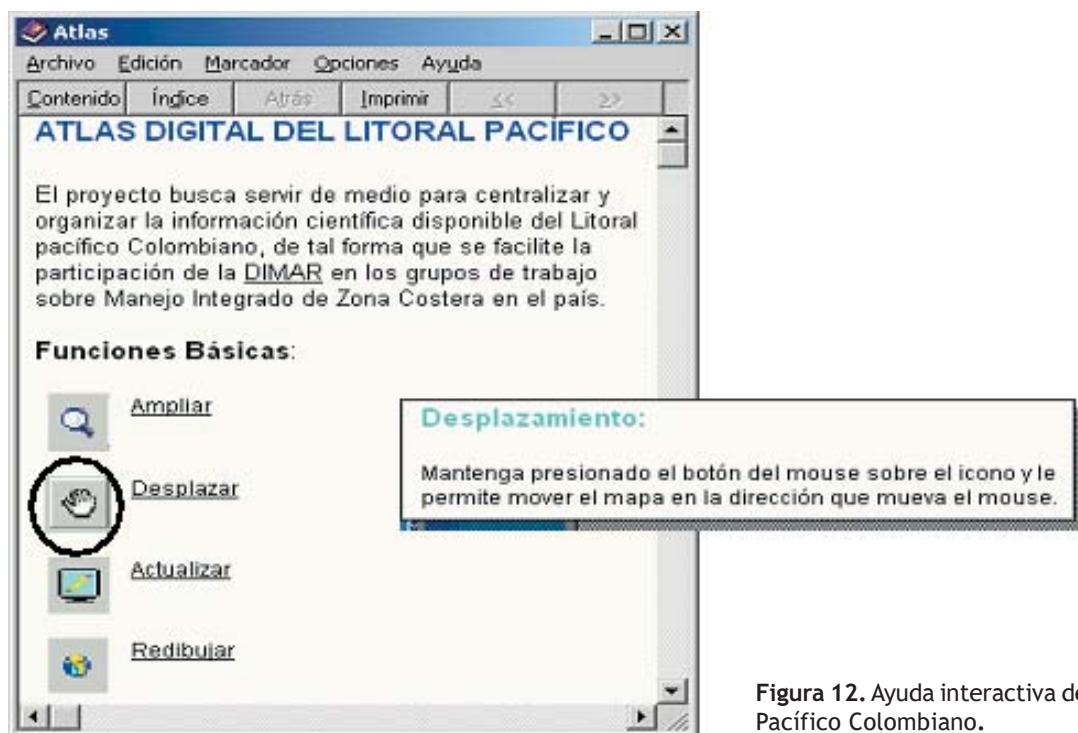 Atlas
Archivo Edición Marcador Opciones Ayuda
Contenido Índice Atrás Imprimir << >>
ATLAS DIGITAL DEL LITORAL PACÍFICO
El proyecto busca servir de medio para centralizar y
organizar la información científica disponible del Litoral
pacífico Colombiano, de tal forma que se facilite la
participación de la DIMAR en los grupos de trabajo
sobre Manejo Integrado de Zona Costera en el país.
Funciones Básicas:
Ampliar
Desplazar
Actualizar
Redibujar
Desplazamiento:
Mantenga presionado el botón del mouse sobre el icono y le
permite mover el mapa en la dirección que mueva el mouse.
Figura 12. Ayuda interactiva de
Pacífico Colombiano.